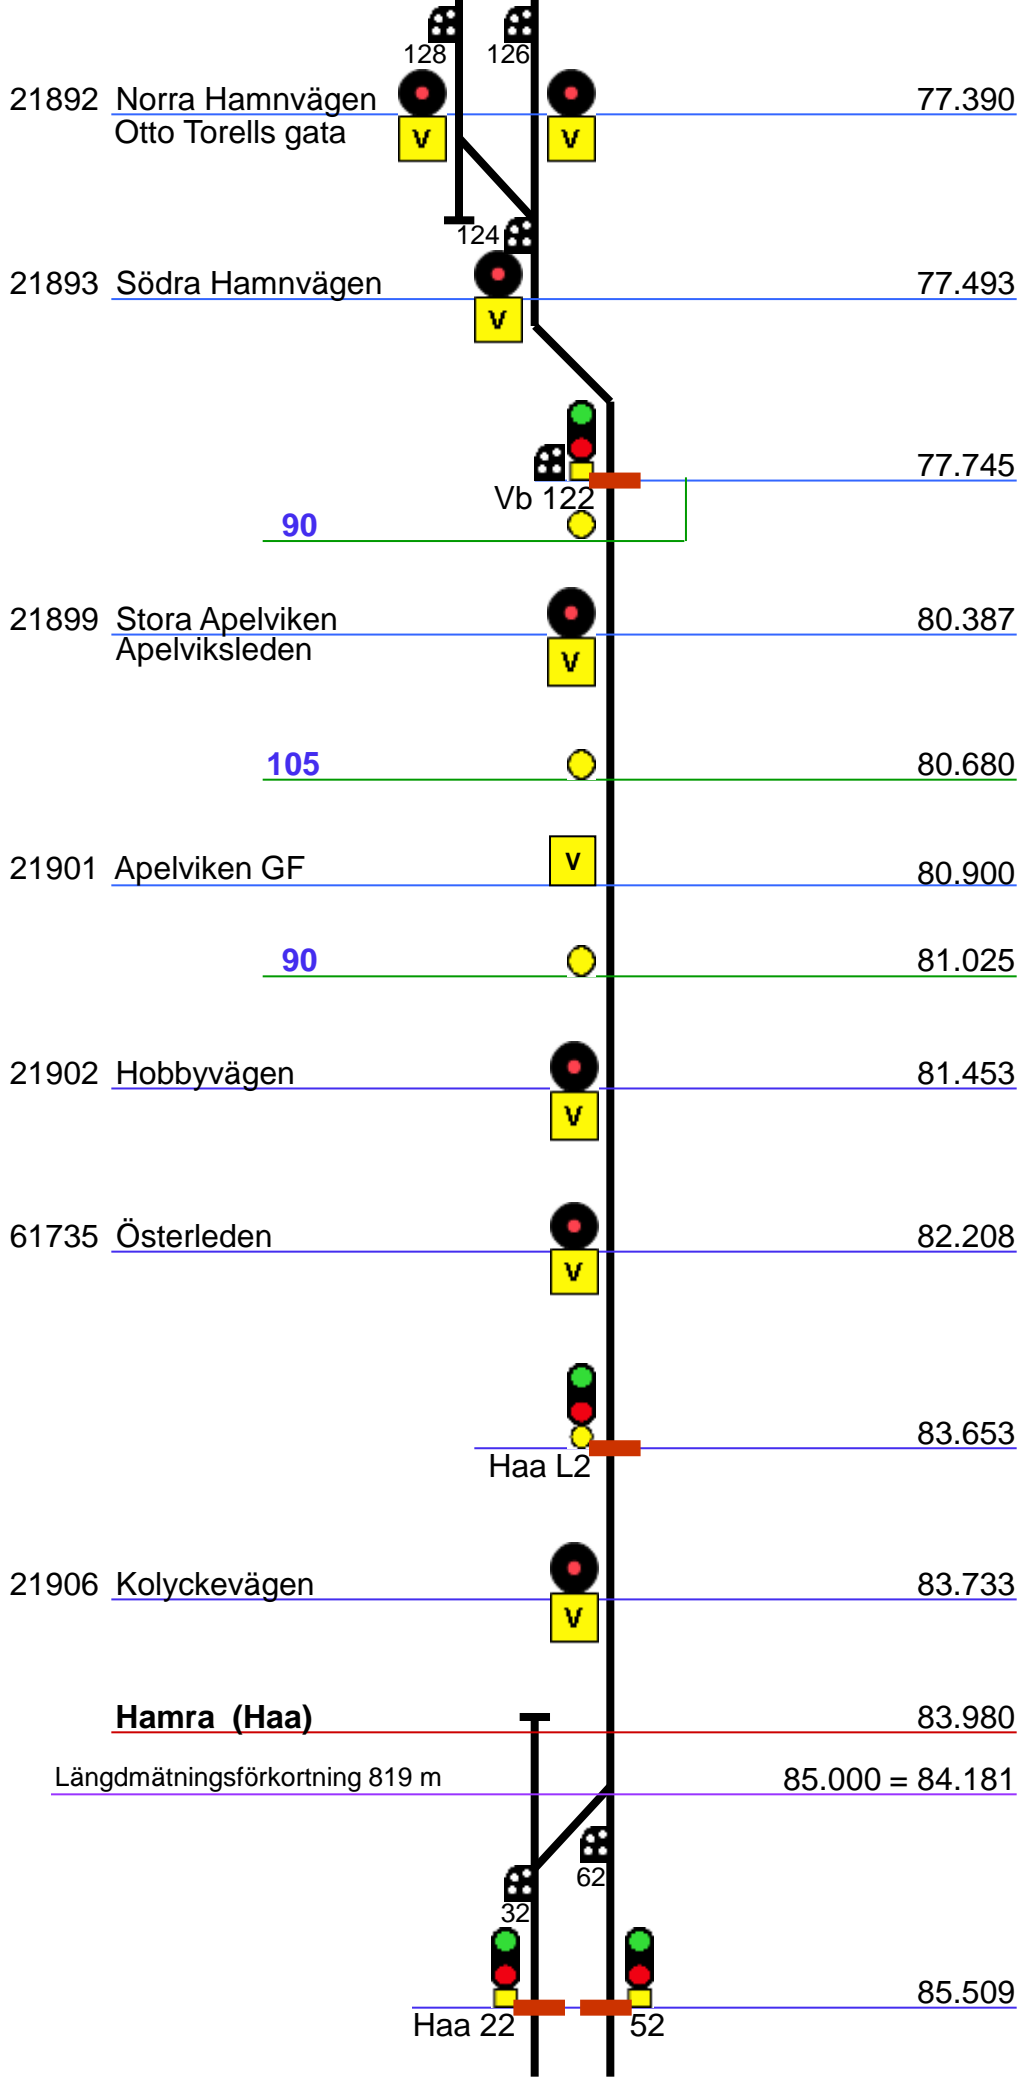 128 126
21892 Norra Hamnvägen 77.390
Otto Torells gata
V V
124
21893 Södra Hamnvägen 77.493
V
77.745
Vb 122
90
21899 Stora Apelviken 80.387
Apelviksleden
V
105 80.680
21901 Apelviken GF V 80.900
90 81.025
21902 Hobbyvägen 81.453
V
61735 Österleden 82.208
V
83.653
Haa L2
21906 Kolyckevägen 83.733
V
Hamra (Haa) 83.980
Längdmätningsförkortning 819 m 85.000 = 84.181
62
32
85.509
Haa 22 52